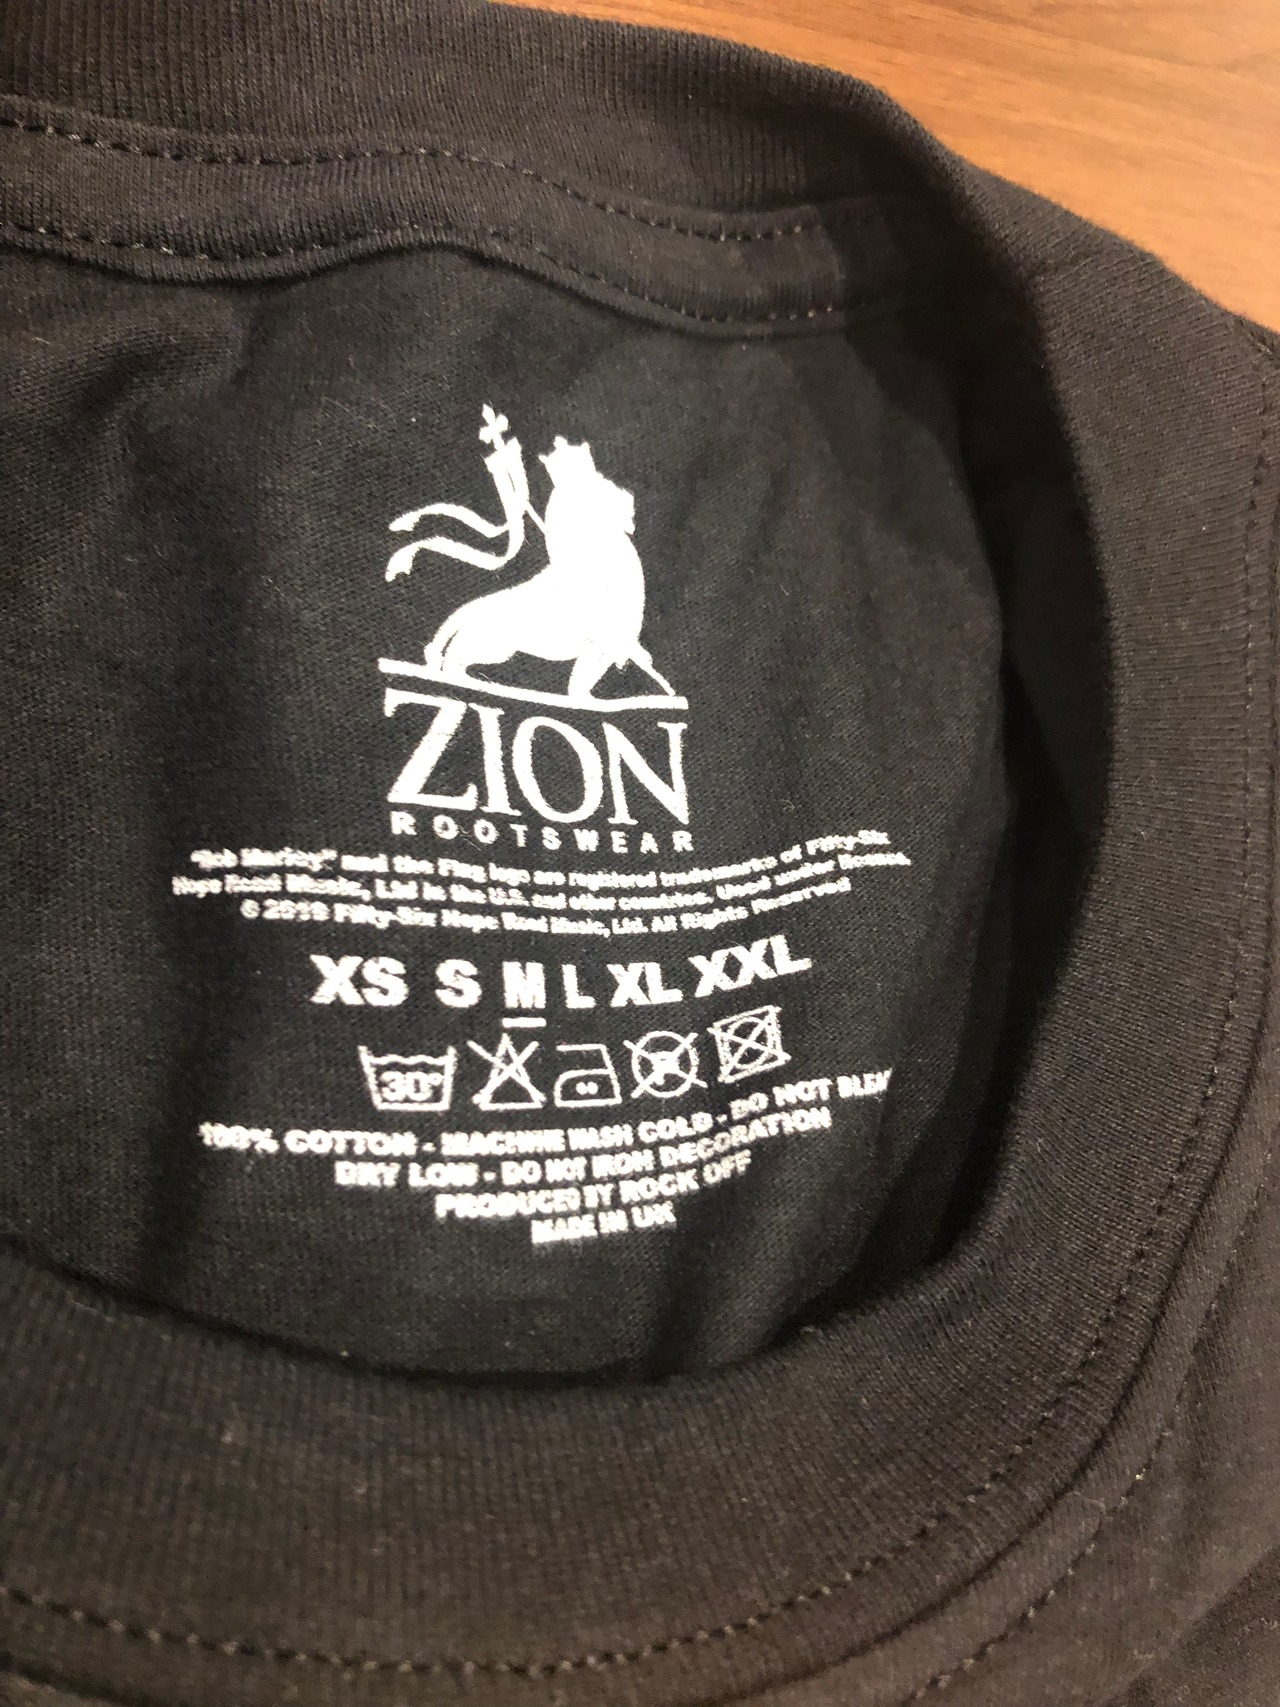 ZION
ROOTSWEAR
"Bob Marley" and the Flag logo are registered trademarks of Fifty-Six
Hope Road Music, Ltd in the U.S. and other countries. Used under license.
© Fifty-Six Hope Road Music, Ltd. All Rights Reserved
XS S M L XL XXL
30°
100% COTTON - MACHINE WASH COLD - DO NOT BLEA
DRY LOW - DO NOT IRON DECORATION
PRODUCED BY ROCK OFF
MADE IN UK